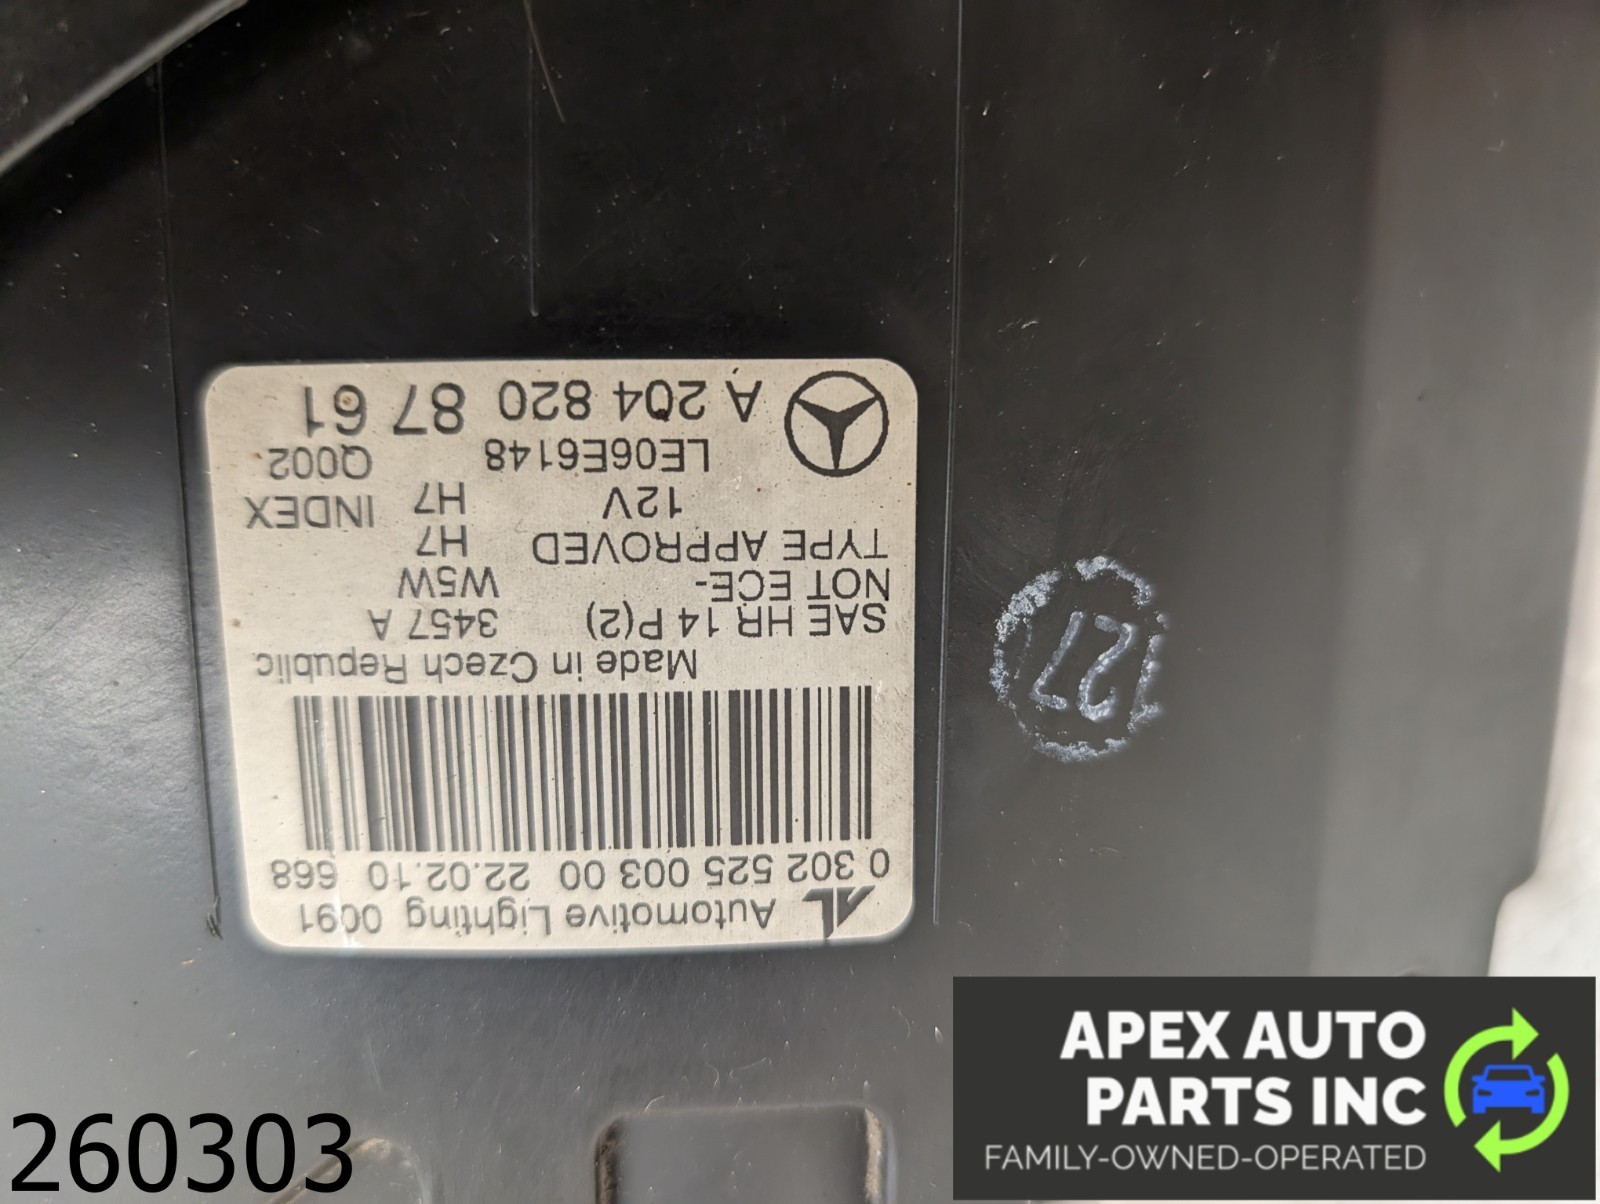 Automotive Lighting 0091
0 302 525 003 00 22.02.10 668
Made in Czech Republic
SAE HR 14 P(2) 3457 A
NOT ECE- W5W
TYPE APPROVED H7
12V H7 INDEX
LE06E6148 Q002
A 204 820 87 61
127
260303
APEX AUTO
PARTS INC
FAMILY-OWNED-OPERATED